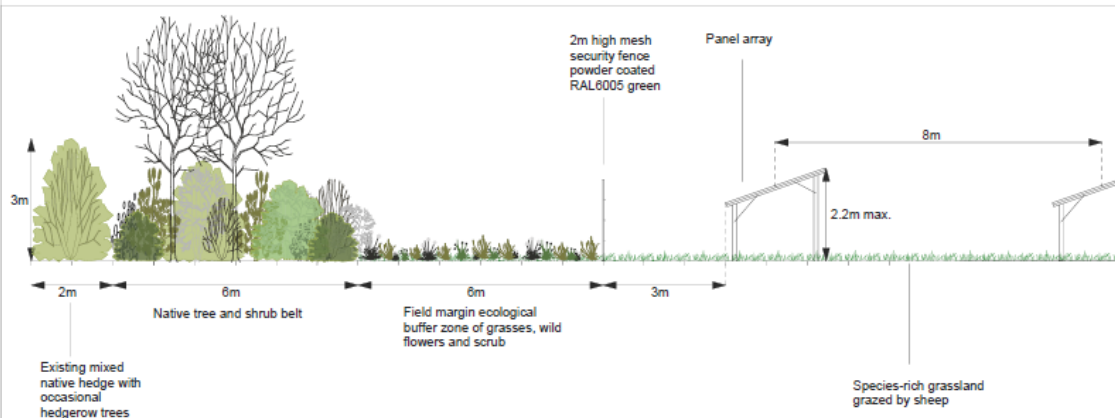 2m high mesh
security fence
powder coated
RAL6005 green
Panel array
8m
3m
2.2m max.
2m
6m
6m
3m
Native tree and shrub belt
Field margin ecological
buffer zone of grasses, wild
flowers and scrub
Existing mixed
native hedge with
occasional
hedgerow trees
Species-rich grassland
grazed by sheep